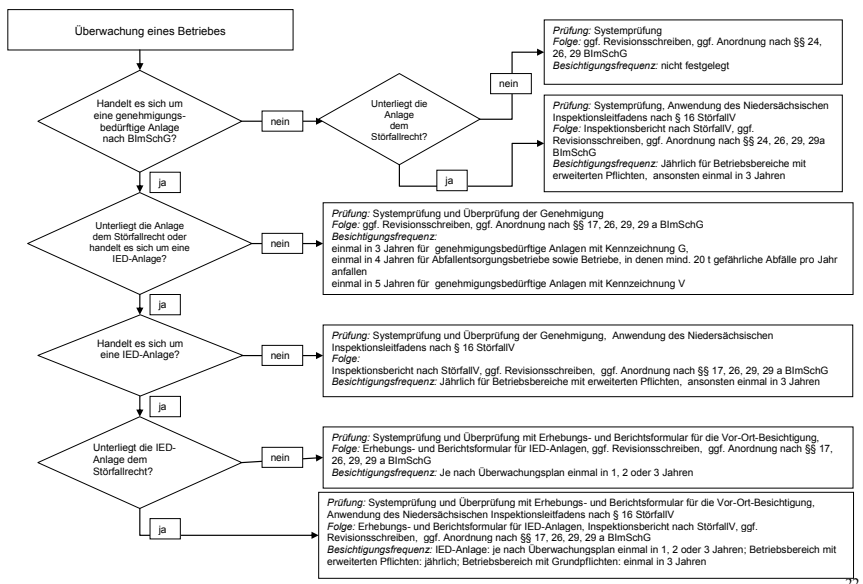 Überwachung eines Betriebes
Handelt es sich um
eine genehmigungs-
bedürftige Anlage
nach BImSchG?
nein
Unterliegt die
Anlage
dem
Störfallrecht?
nein
Prüfung: Systemprüfung
Folge: ggf. Revisionsschreiben, ggf. Anordnung nach §§ 24,
26, 29 BImSchG
Besichtigungsfrequenz: nicht festgelegt
ja
Prüfung: Systemprüfung, Anwendung des Niedersächsischen
Inspektionsleitfadens nach § 16 StörfallV
Folge: Inspektionsbericht nach StörfallV, ggf.
Revisionsschreiben, ggf. Anordnung nach §§ 24, 26, 29, 29a
BImSchG
Besichtigungsfrequenz: Jährlich für Betriebsbereiche mit
erweiterten Pflichten, ansonsten einmal in 3 Jahren
ja
Unterliegt die Anlage
dem Störfallrecht oder
handelt es sich um eine
IED-Anlage?
nein
Prüfung: Systemprüfung und Überprüfung der Genehmigung
Folge: ggf. Revisionsschreiben, ggf. Anordnung nach §§ 17, 26, 29, 29 a BImSchG
Besichtigungsfrequenz:
einmal in 3 Jahren für genehmigungsbedürftige Anlagen mit Kennzeichnung G,
einmal in 4 Jahren für Abfallentsorgungsbetriebe sowie Betriebe, in denen mind. 20 t gefährliche Abfälle pro Jahr
anfallen
einmal in 5 Jahren für genehmigungsbedürftige Anlagen mit Kennzeichnung V
ja
Handelt es sich um
eine IED-Anlage?
nein
Prüfung: Systemprüfung und Überprüfung der Genehmigung, Anwendung des Niedersächsischen
Inspektionsleitfadens nach § 16 StörfallV
Folge:
Inspektionsbericht nach StörfallV, ggf. Revisionsschreiben, ggf. Anordnung nach §§ 17, 26, 29, 29 a BImSchG
Besichtigungsfrequenz: Jährlich für Betriebsbereiche mit erweiterten Pflichten, ansonsten einmal in 3 Jahren
ja
Unterliegt die IED-
Anlage dem
Störfallrecht?
nein
Prüfung: Systemprüfung und Überprüfung mit Erhebungs- und Berichtsformular für die Vor-Ort-Besichtigung,
Folge: Erhebungs- und Berichtsformular für IED-Anlagen, ggf. Revisionsschreiben, ggf. Anordnung nach §§ 17,
26, 29, 29 a BImSchG
Besichtigungsfrequenz: Je nach Überwachungsplan einmal in 1, 2 oder 3 Jahren
ja
Prüfung: Systemprüfung und Überprüfung mit Erhebungs- und Berichtsformular für die Vor-Ort-Besichtigung,
Anwendung des Niedersächsischen Inspektionsleitfadens nach § 16 StörfallV
Folge: Erhebungs- und Berichtsformular für IED-Anlagen, Inspektionsbericht nach StörfallV, ggf.
Revisionsschreiben, ggf. Anordnung nach §§ 17, 26, 29, 29 a BImSchG
Besichtigungsfrequenz: IED-Anlage: je nach Überwachungsplan einmal in 1, 2 oder 3 Jahren; Betriebsbereich mit
erweiterten Pflichten: jährlich; Betriebsbereich mit Grundpflichten: einmal in 3 Jahren